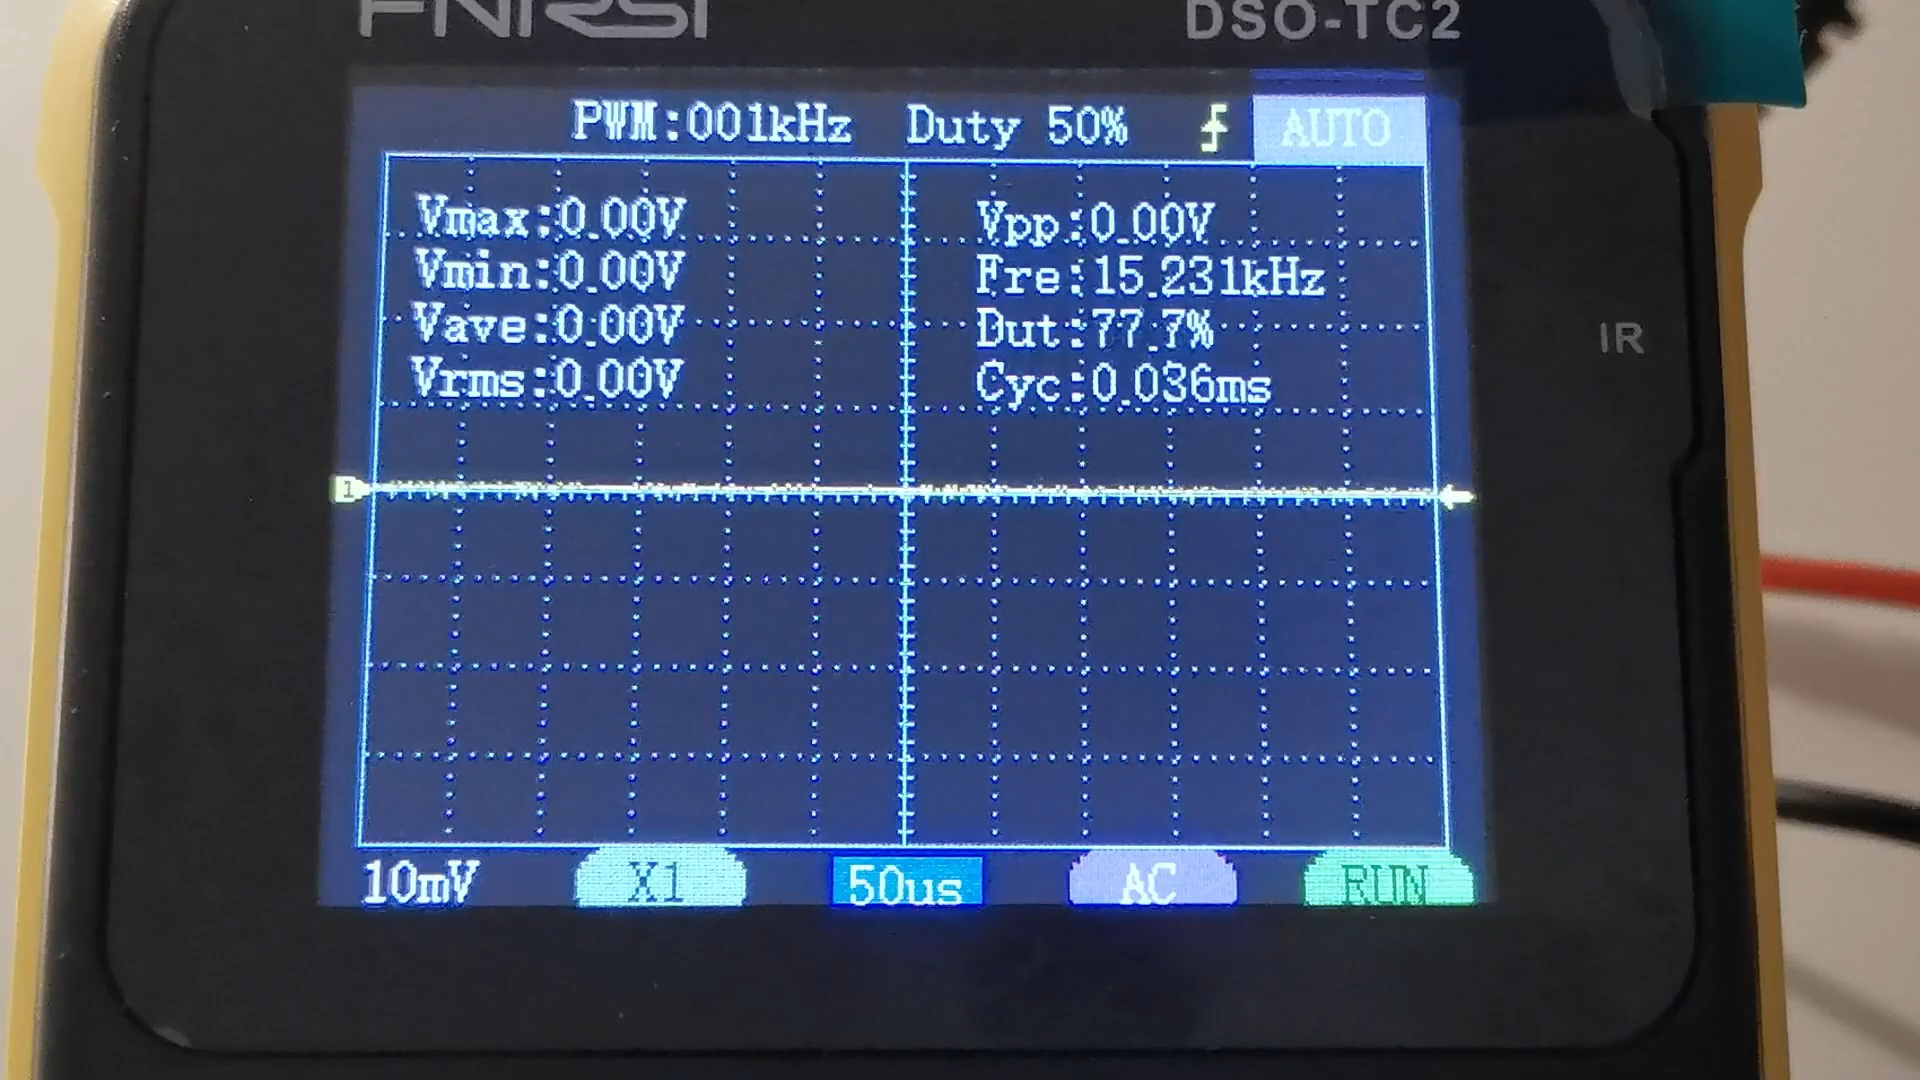 FNIRSI DSO-TC2
PWM:001kHz Duty 50% AUTO
Vmax:0.00V Vpp:0.00V
Vmin:0.00V Fre:15.231kHz
Vave:0.00V Dut:77.7%
Vrms:0.00V Cyc:0.036ms
IR
1
10mV X1 50us AC RUN